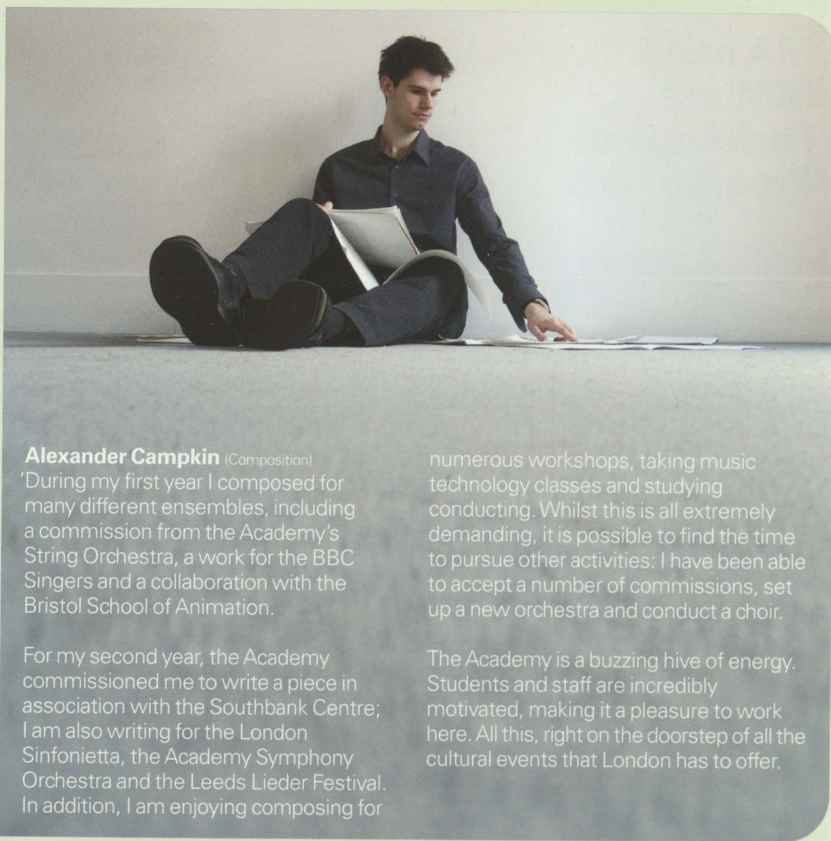 Alexander Campkin (Composition)
'During my first year I composed for
many different ensembles, including
a commission from the Academy's
String Orchestra, a work for the BBC
Singers and a collaboration with the
Bristol School of Animation.
For my second year, the Academy
commissioned me to write a piece in
association with the Southbank Centre;
I am also writing for the London
Sinfonietta, the Academy Symphony
Orchestra and the Leeds Lieder Festival.
In addition, I am enjoying composing for
numerous workshops, taking music
technology classes and studying
conducting. Whilst this is all extremely
demanding, it is possible to find the time
to pursue other activities: I have been able
to accept a number of commissions, set
up a new orchestra and conduct a choir.
The Academy is a buzzing hive of energy.
Students and staff are incredibly
motivated, making it a pleasure to work
here. All this, right on the doorstep of all the
cultural events that London has to offer.